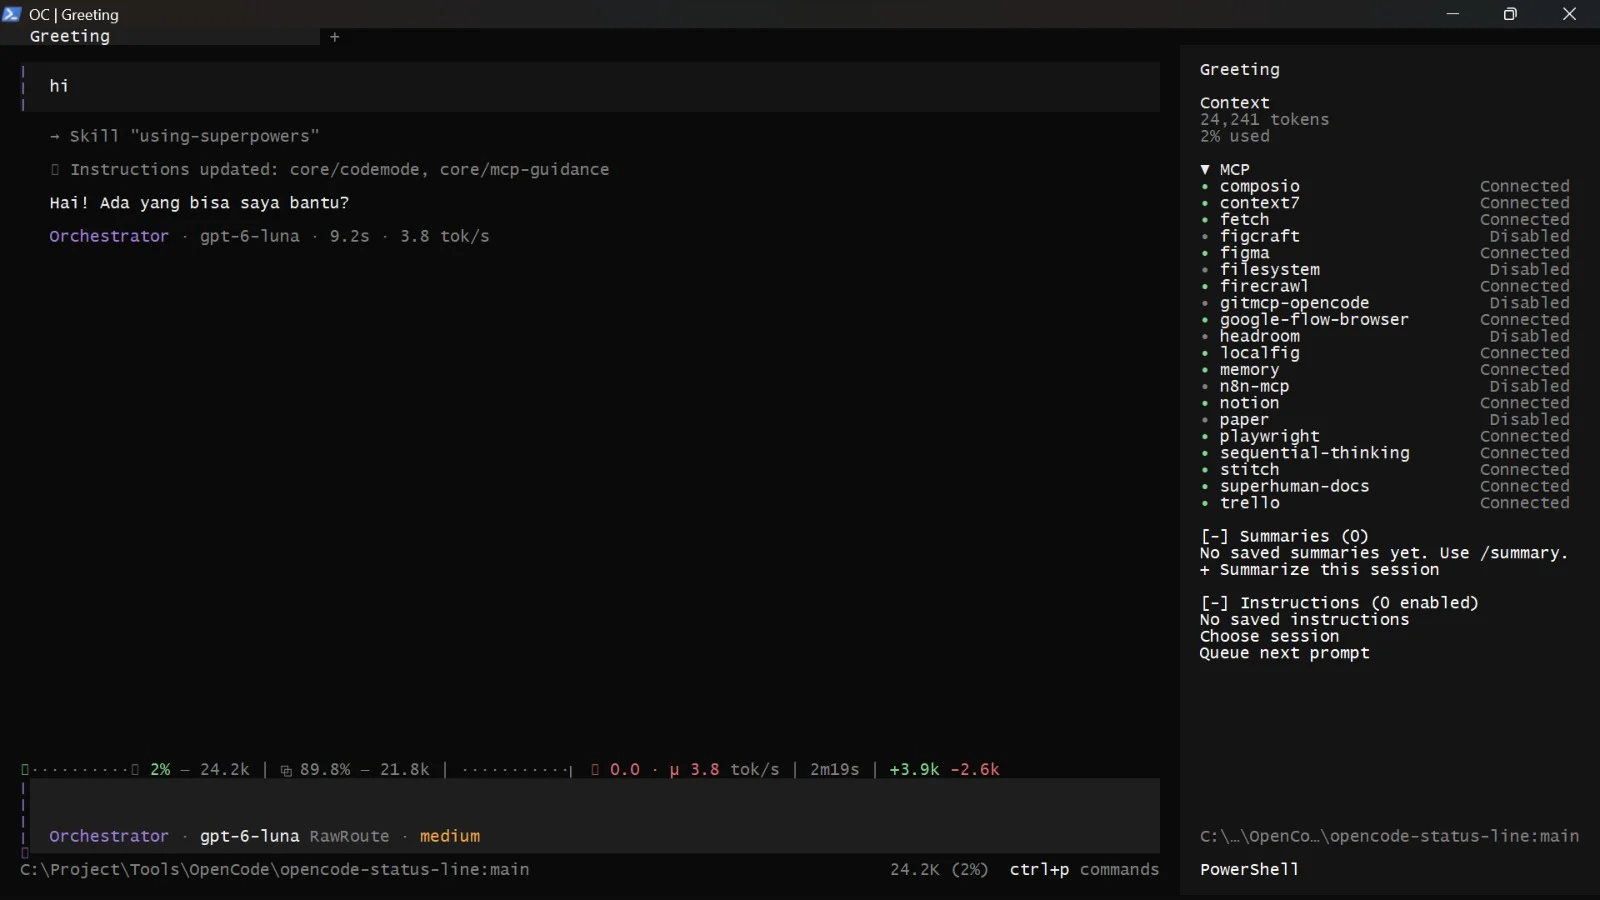 OC | Greeting
Greeting +
hi
→ Skill "using-superpowers"
Instructions updated: core/codemode, core/mcp-guidance
Hai! Ada yang bisa saya bantu?
Orchestrator · gpt-6-luna · 9.2s · 3.8 tok/s
2% — 24.2k | 89.8% — 21.8k | 0.0 · µ 3.8 tok/s | 2m19s | +3.9k -2.6k
Orchestrator · gpt-6-luna RawRoute · medium
C:\Project\Tools\OpenCode\opencode-status-line:main 24.2K (2%) ctrl+p commands
Greeting
Context
24,241 tokens
2% used
▼ MCP
• composio Connected
• context7 Connected
• fetch Connected
• figcraft Disabled
• figma Connected
• filesystem Disabled
• firecrawl Connected
• gitmcp-opencode Disabled
• google-flow-browser Connected
• headroom Disabled
• localfig Connected
• memory Connected
• n8n-mcp Disabled
• notion Connected
• paper Disabled
• playwright Connected
• sequential-thinking Connected
• stitch Connected
• superhuman-docs Connected
• trello Connected
[-] Summaries (0)
No saved summaries yet. Use /summary.
+ Summarize this session
[-] Instructions (0 enabled)
No saved instructions
Choose session
Queue next prompt
C:\…\OpenCo…\opencode-status-line:main
PowerShell